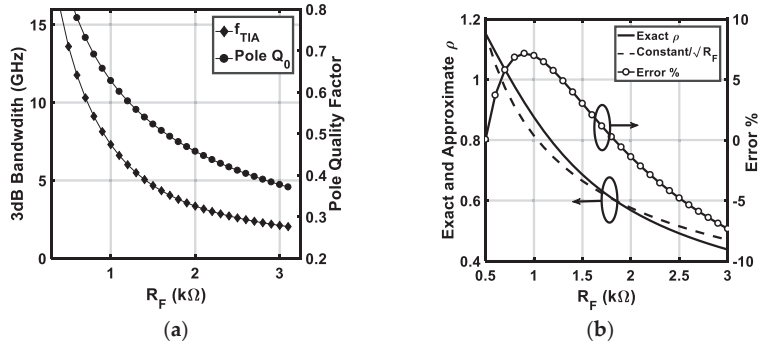 15
10
5
0
3dB Bandwdith (GHz)
f_TIA
Pole Q_0
0.8
0.7
0.6
0.5
0.4
0.3
0.2
Pole Quality Factor
1 2 3
R_F (kΩ)
(a)
1.2
1
0.8
0.6
0.4
Exact and Approximate ρ
Exact ρ
Constant/√R_F
Error %
10
5
0
-5
-10
Error %
0.5 1 1.5 2 2.5 3
R_F (kΩ)
(b)